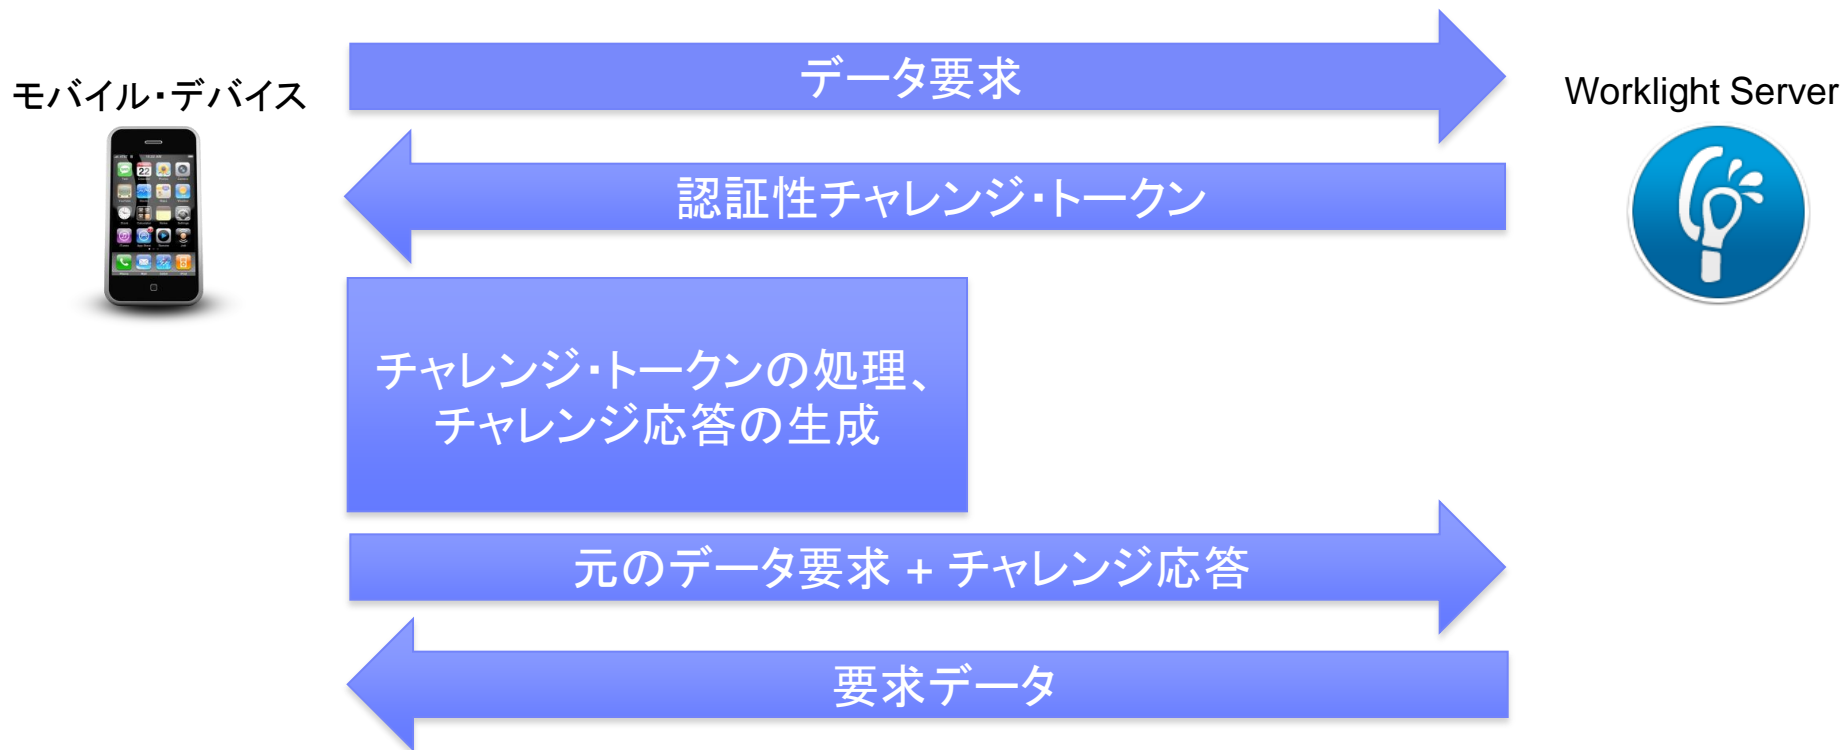 データ要求
モバイル・デバイス
Worklight Server
認証性チャレンジ・トークン
チャレンジ・トークンの処理、
チャレンジ応答の生成
元のデータ要求 + チャレンジ応答
要求データ